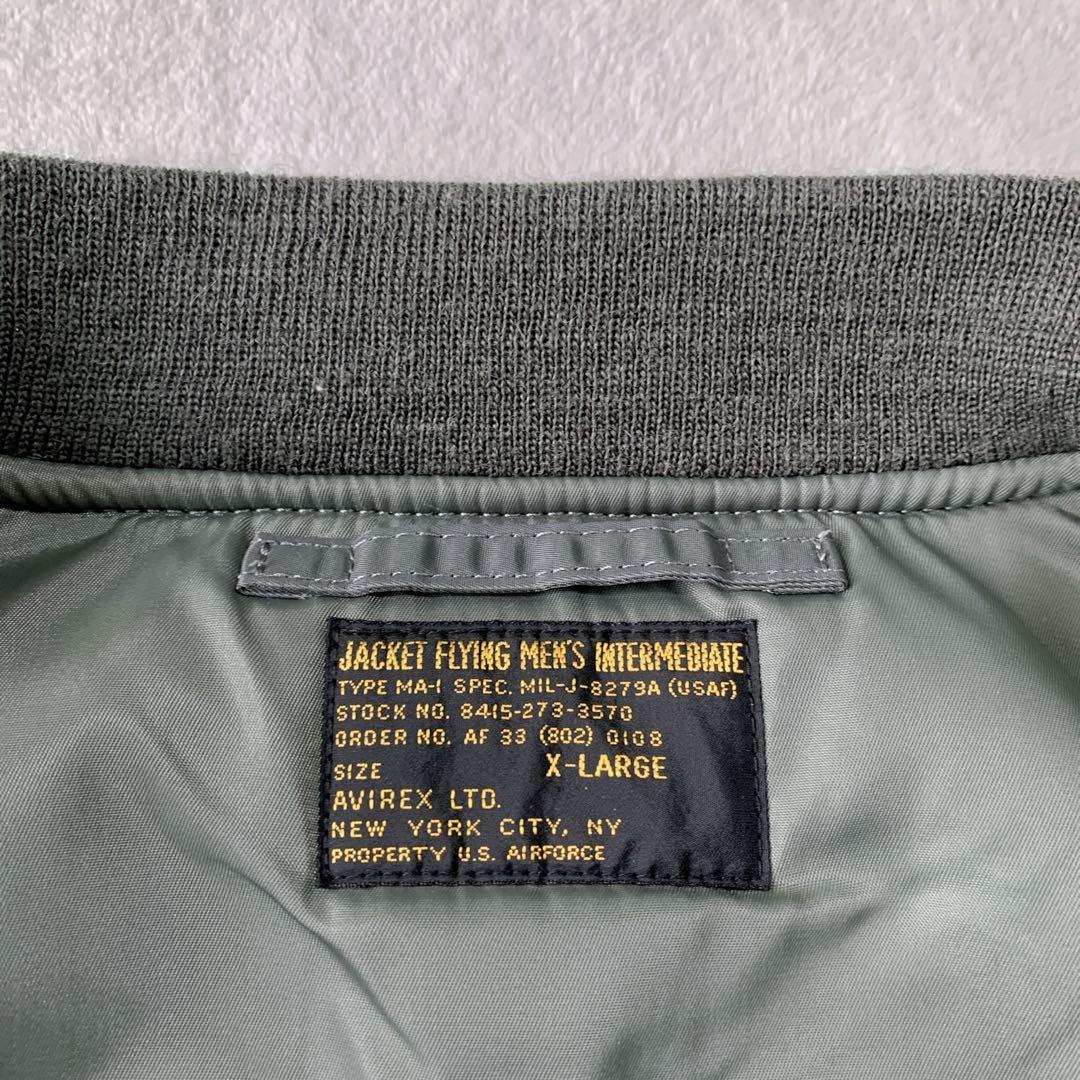 JACKET FLYING MEN'S INTERMEDIATE
TYPE MA-1 SPEC. MIL-J-8279A (USAF)
STOCK NO. 8415-273-3570
ORDER NO. AF 33 (802) 0108
SIZE X-LARGE
AVIREX LTD.
NEW YORK CITY, NY
PROPERTY U.S. AIRFORCE